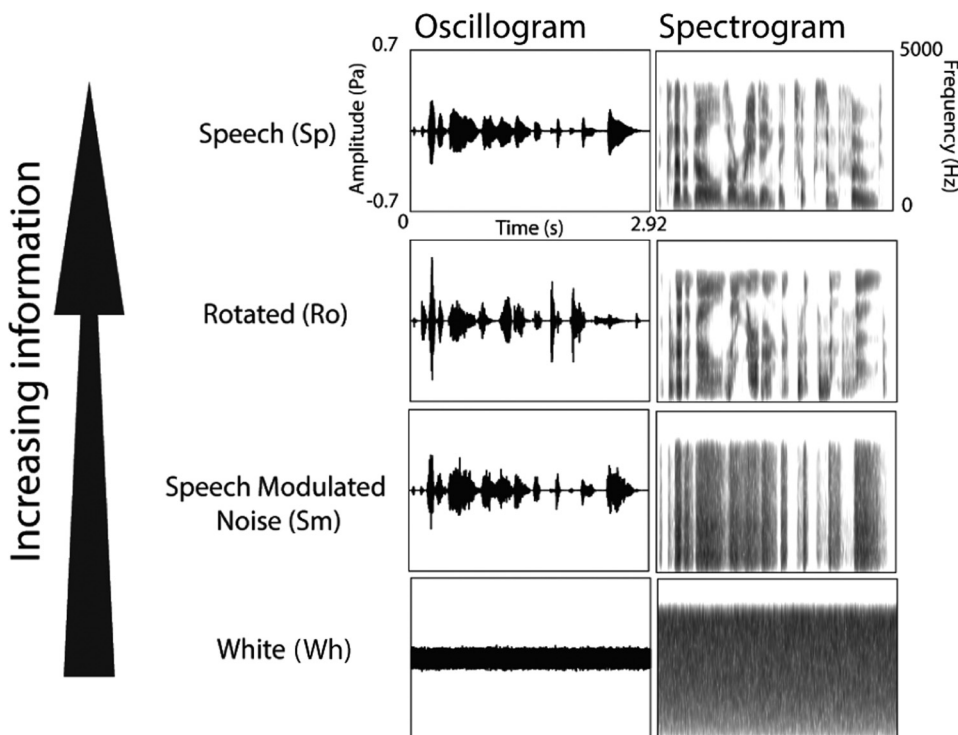 Oscillogram
Spectrogram
0.7
5000
Amplitude (Pa)
Frequency (Hz)
Speech (Sp)
-0.7
0
0
Time (s)
2.92
Increasing information
Rotated (Ro)
Speech Modulated
Noise (Sm)
White (Wh)